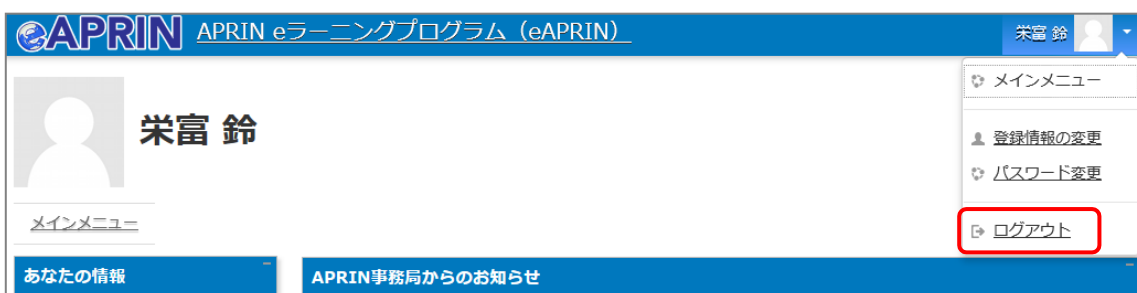 eAPRIN APRIN eラーニングプログラム（eAPRIN） 栄冨 鈴
メインメニュー
栄冨 鈴
登録情報の変更
パスワード変更
メインメニュー
ログアウト
あなたの情報
APRIN事務局からのお知らせ